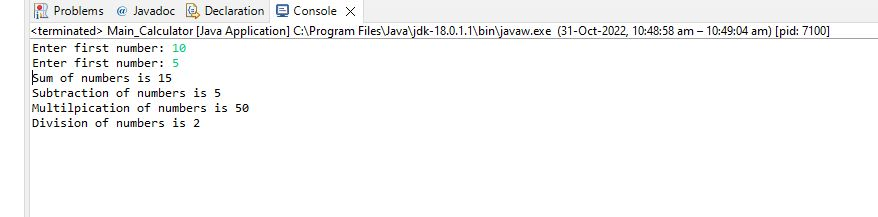 Problems @ Javadoc Declaration Console
<terminated> Main_Calculator [Java Application] C:\Program Files\Java\jdk-18.0.1.1\bin\javaw.exe (31-Oct-2022, 10:48:58 am – 10:49:04 am) [pid: 7100]
Enter first number: 10
Enter first number: 5
Sum of numbers is 15
Subtraction of numbers is 5
Multilpication of numbers is 50
Division of numbers is 2